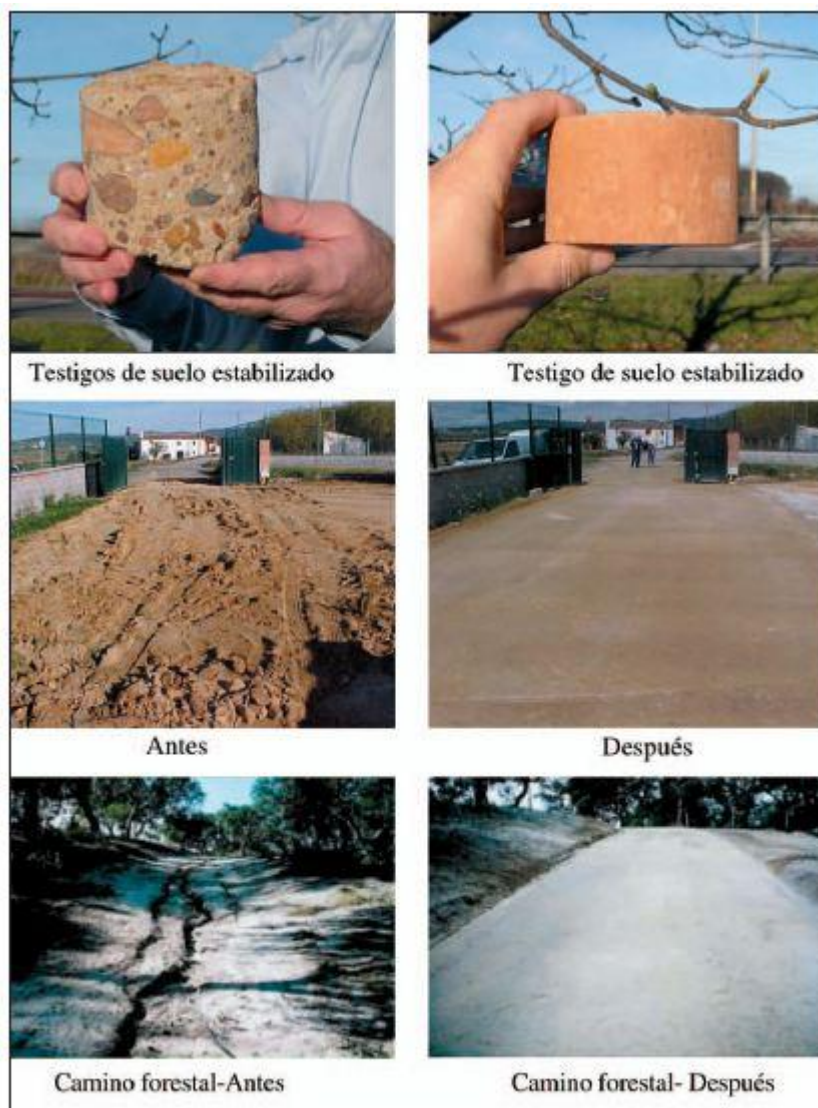 Testigos de suelo estabilizado
Testigo de suelo estabilizado
Antes
Después
Camino forestal-Antes
Camino forestal- Después